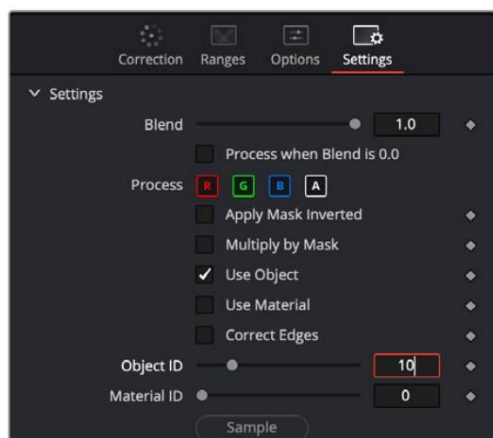 Correction Ranges Options Settings
Settings
Blend 1.0
Process when Blend is 0.0
Process R G B A
Apply Mask Inverted
Multiply by Mask
Use Object
Use Material
Correct Edges
Object ID 10
Material ID 0
Sample